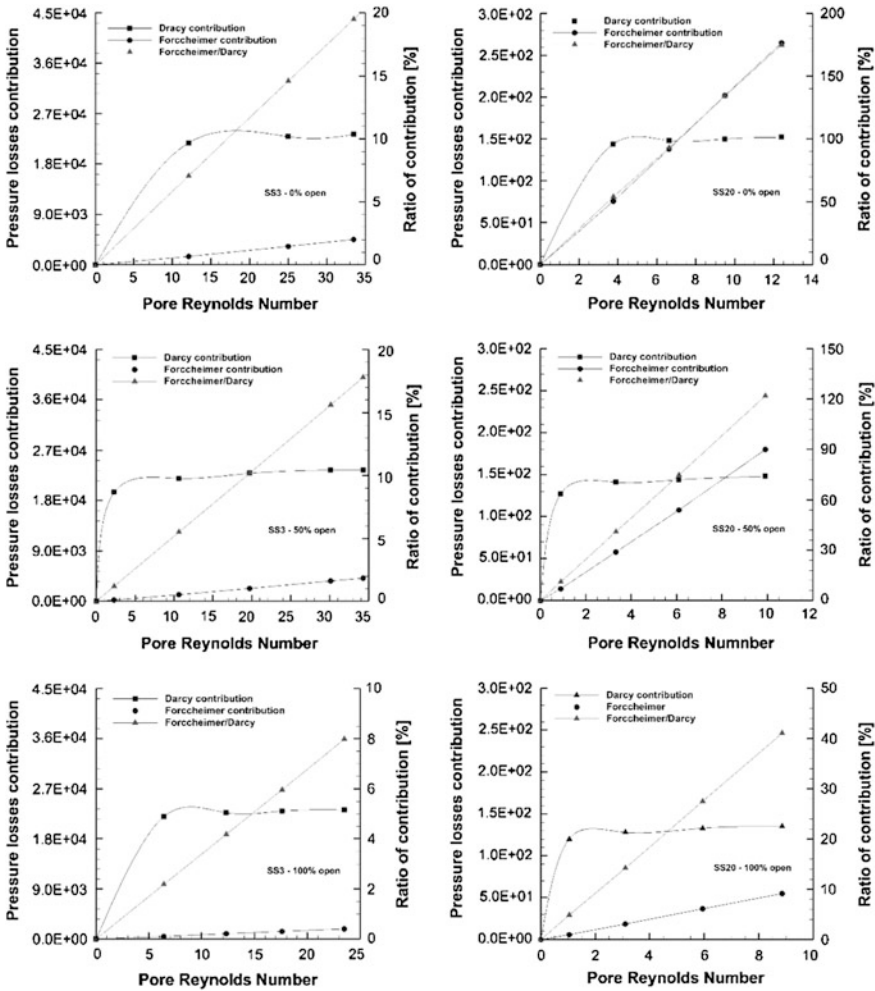 Pressure losses contribution
4.5E+04
3.6E+04
2.7E+04
1.8E+04
9.0E+03
0.0E+00
Dracy contribution
Forccheimer contribution
Forccheimer/Darcy
SS3 - 0% open
20
15
10
5
0
Ratio of contribution [%]
0 5 10 15 20 25 30 35
Pore Reynolds Number
Pressure losses contribution
3.0E+02
2.5E+02
2.0E+02
1.5E+02
1.0E+02
5.0E+01
0.0E+00
Darcy contribution
Forccheimer contribution
Forccheimer/Darcy
SS20 - 0% open
200
150
100
50
0
Ratio of contribution [%]
0 2 4 6 8 10 12 14
Pore Reynolds Number
Pressure losses contribution
4.5E+04
3.6E+04
2.7E+04
1.8E+04
9.0E+03
0.0E+00
Darcy contribution
Forccheimer contribution
Forccheimer/Darcy
SS3 - 50% open
20
15
10
5
0
Ratio of contribution [%]
0 5 10 15 20 25 30 35
Pore Reynolds Number
Pressure losses contribution
3.0E+02
2.5E+02
2.0E+02
1.5E+02
1.0E+02
5.0E+01
0.0E+00
Darcy contribution
Forccheimer contribution
Forccheimer/Darcy
SS20 - 50% open
150
120
90
60
30
0
Ratio of contribution [%]
0 2 4 6 8 10 12
Pore Reynolds Numnber
Pressure losses contribution
4.5E+04
3.6E+04
2.7E+04
1.8E+04
9.0E+03
0.0E+00
Darcy contribution
Forccheimer contribution
Forccheimer/Darcy
SS3 - 100% open
10
8
6
4
2
0
Ratio of contribution [%]
0 5 10 15 20 25
Pore Reynolds Number
Pressure losses contribution
3.0E+02
2.5E+02
2.0E+02
1.5E+02
1.0E+02
5.0E+01
0.0E+00
Darcy contribution
Forccheimer
Forccheimer/Darcy
SS20 - 100% open
50
40
30
20
10
0
Ratio of contribution [%]
0 2 4 6 8 10
Pore Reynolds Number